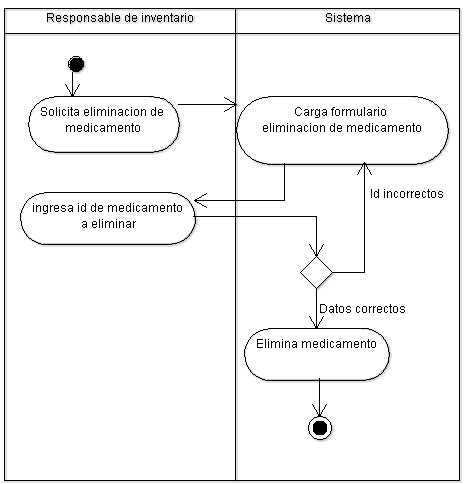 Responsable de inventario
Sistema
Solicita eliminacion de
medicamento
Carga formulario
eliminacion de medicamento
ingresa id de medicamento
a eliminar
Id incorrectos
Datos correctos
Elimina medicamento